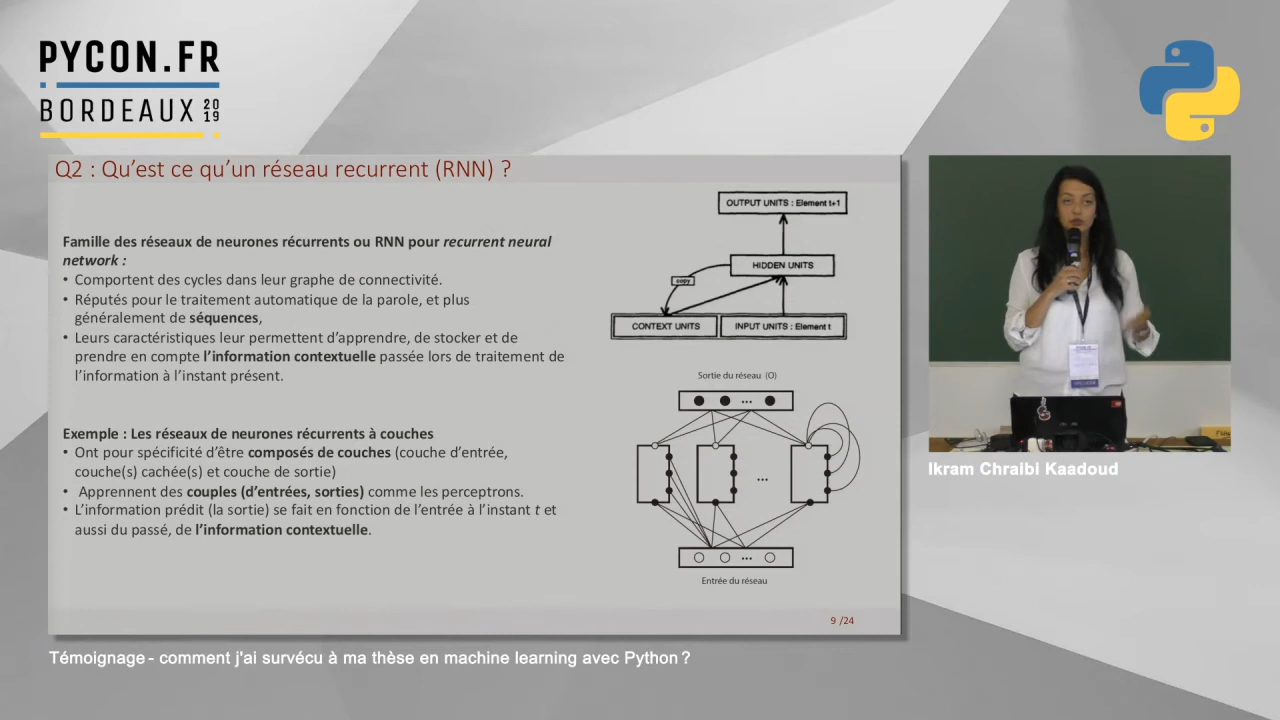 PYCON.FR
BORDEAUX 2019
Q2 : Qu’est ce qu’un réseau recurrent (RNN) ?
Famille des réseaux de neurones récurrents ou RNN pour recurrent neural
network :
• Comportent des cycles dans leur graphe de connectivité.
• Réputés pour le traitement automatique de la parole, et plus
généralement de séquences,
• Leurs caractéristiques leur permettent d’apprendre, de stocker et de
prendre en compte l’information contextuelle passée lors de traitement de
l’information à l’instant présent.
Exemple : Les réseaux de neurones récurrents à couches
• Ont pour spécificité d’être composés de couches (couche d’entrée,
couche(s) cachée(s) et couche de sortie)
• Apprennent des couples (d’entrées, sorties) comme les perceptrons.
• L’information prédit (la sortie) se fait en fonction de l’entrée à l’instant t et
aussi du passé, de l’information contextuelle.
OUTPUT UNITS : Element t+1
HIDDEN UNITS
copy
CONTEXT UNITS
INPUT UNITS : Element t
Sortie du réseau (O)
...
...
...
Entrée du réseau
9 /24
Ikram Chraibi Kaadoud
Témoignage - comment j'ai survécu à ma thèse en machine learning avec Python ?